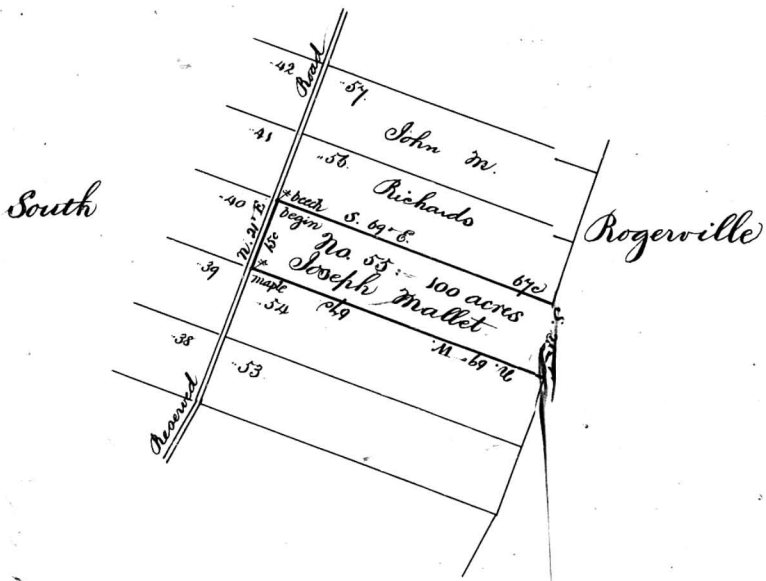 42
Road
57
John M.
41
56
Richards
South
40
beech
begin
S. 69° E.
Rogerville
N. 21° E.
15c
No. 55 :- 100 acres
67c
Joseph Mallet
39
maple
54
67c
N. 69° W.
38
53
Reserved